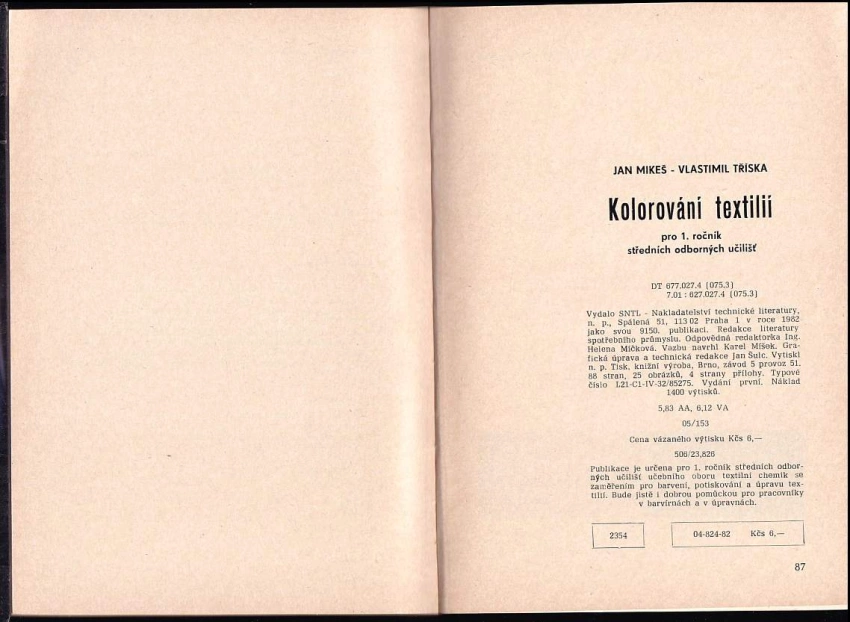 JAN MIKEŠ - VLASTIMIL TŘÍSKA
Kolorování textilií
pro 1. ročník
středních odborných učilišť
DT 677.027.4 (075.3)
7.01 : 627.027.4 (075.3)
Vydalo SNTL - Nakladatelství technické literatury,
n. p., Spálená 51, 113 02 Praha 1 v roce 1982
jako svou 9150. publikaci. Redakce literatury
spotřebního průmyslu. Odpovědná redaktorka Ing.
Helena Mičková. Vazbu navrhl Karel Míšek. Gra-
fická úprava a technická redakce Jan Šulc. Vytiskl
n. p. Tisk, knižní výroba, Brno, závod 5 provoz 51.
88 stran, 25 obrázků, 4 strany přílohy. Typové
číslo L21-C1-IV-32/85275. Vydání první. Náklad
1400 výtisků.
5,83 AA, 6,12 VA
05/153
Cena vázaného výtisku Kčs 6,—
506/23,826
Publikace je určena pro 1. ročník středních odbor-
ných učilišť učebního oboru textilní chemik se
zaměřením pro barvení, potiskování a úpravu tex-
tilií. Bude jistě i dobrou pomůckou pro pracovníky
v barvírnách a v úpravnách.
2354
04-824-82 Kčs 6,—
87